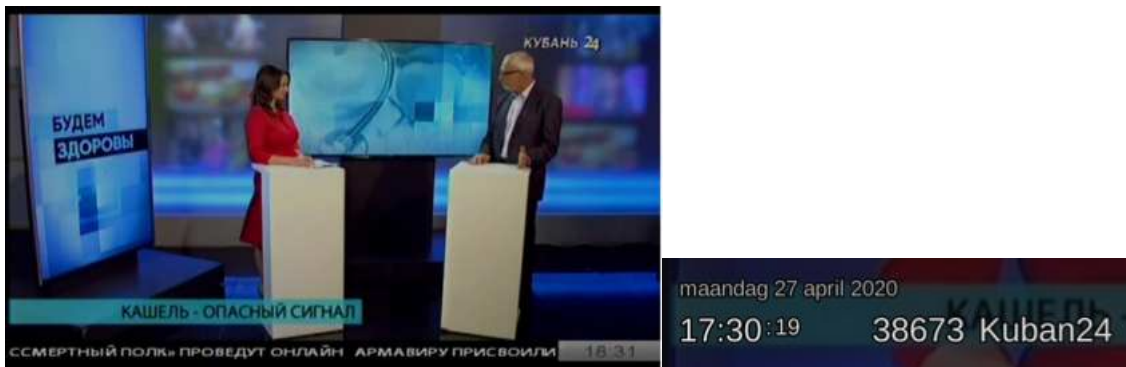 КУБАНЬ 24
БУДЕМ
ЗДОРОВЫ
КАШЕЛЬ - ОПАСНЫЙ СИГНАЛ
ССМЕРТНЫЙ ПОЛК» ПРОВЕДУТ ОНЛАЙН АРМАВИРУ ПРИСВОИЛИ 18:31
maandag 27 april 2020
17:30:19 38673 Kuban24
КАШЕЛЬ -